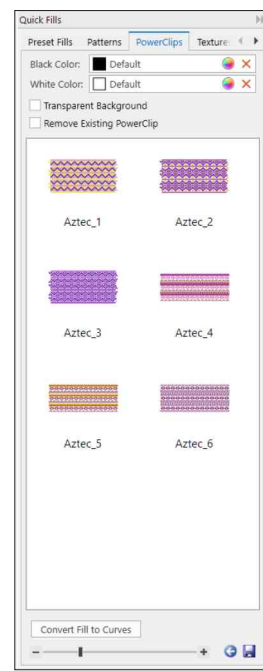 Quick Fills
Preset Fills Patterns PowerClips Texture
Black Color: Default
White Color: Default
Transparent Background
Remove Existing PowerClip
Aztec_1 Aztec_2
Aztec_3 Aztec_4
Aztec_5 Aztec_6
Convert Fill to Curves